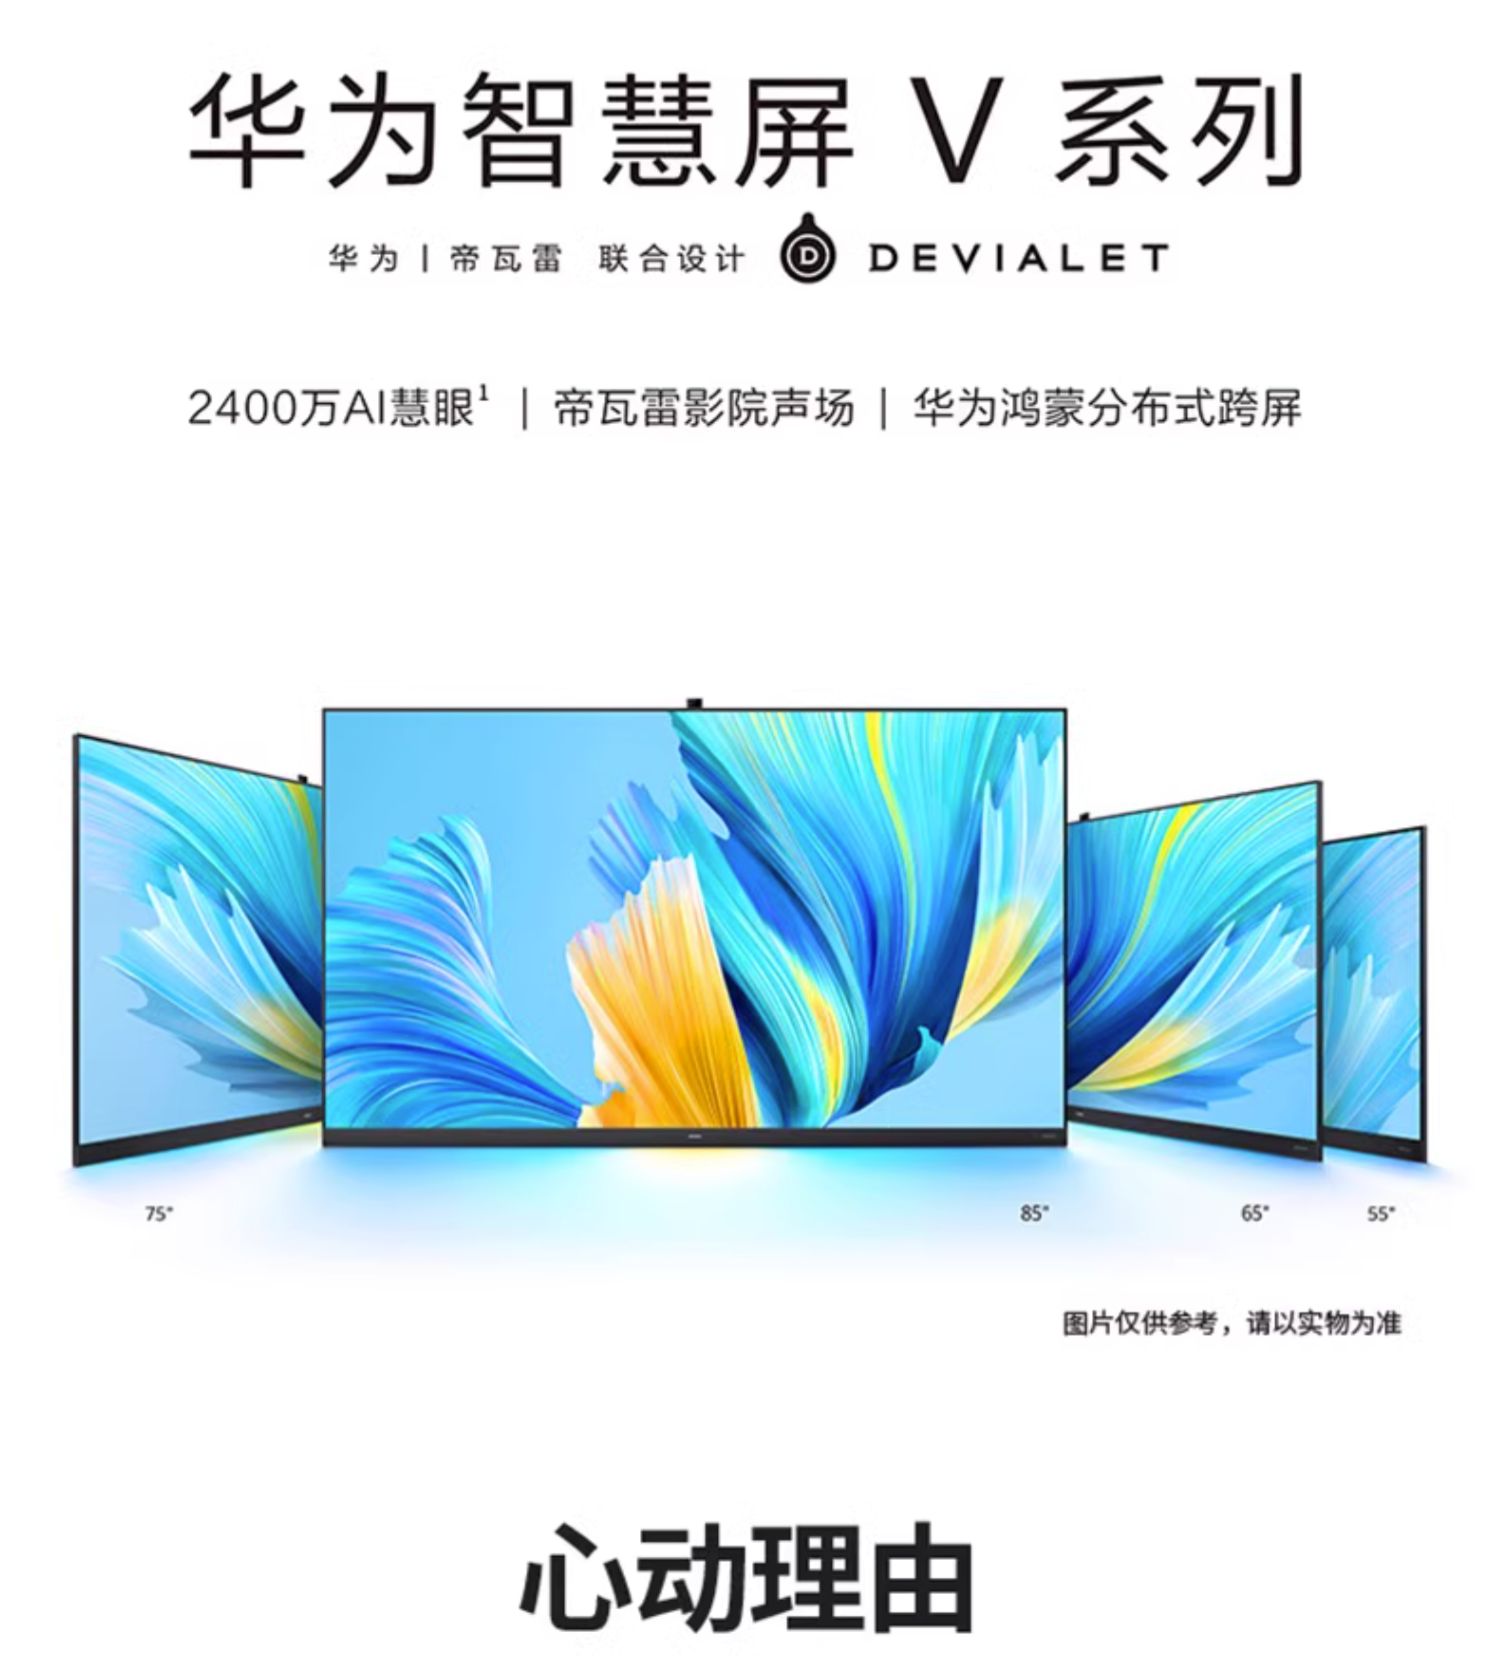 华为智慧屏 V 系列
华为 | 帝瓦雷 联合设计 D DEVIALET
2400万AI慧眼¹ | 帝瓦雷影院声场 | 华为鸿蒙分布式跨屏
75" 85" 65" 55"
图片仅供参考，请以实物为准
心动理由